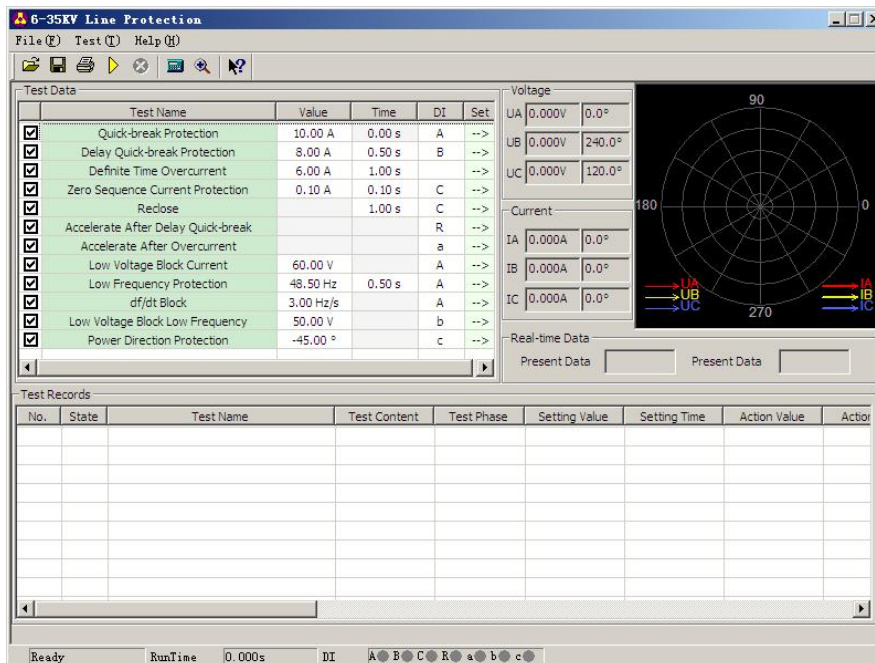 6-35KV Line Protection
File(F) Test(T) Help(H)
Test Data
Test Name Value Time DI Set
Quick-break Protection 10.00 A 0.00 s A -->
Delay Quick-break Protection 8.00 A 0.50 s B -->
Definite Time Overcurrent 6.00 A 1.00 s -->
Zero Sequence Current Protection 0.10 A 0.10 s C -->
Reclose 1.00 s C -->
Accelerate After Delay Quick-break R -->
Accelerate After Overcurrent a -->
Low Voltage Block Current 60.00 V A -->
Low Frequency Protection 48.50 Hz 0.50 s A -->
df/dt Block 3.00 Hz/s A -->
Low Voltage Block Low Frequency 50.00 V b -->
Power Direction Protection -45.00 ° c -->
Voltage
UA 0.000V 0.0°
UB 0.000V 240.0°
UC 0.000V 120.0°
Current
IA 0.000A 0.0°
IB 0.000A 0.0°
IC 0.000A 0.0°
90
180 0
270
UA IA
UB IB
UC IC
Real-time Data
Present Data Present Data
Test Records
No. State Test Name Test Content Test Phase Setting Value Setting Time Action Value Action
Ready RunTime 0.000s DI A B C R a b c